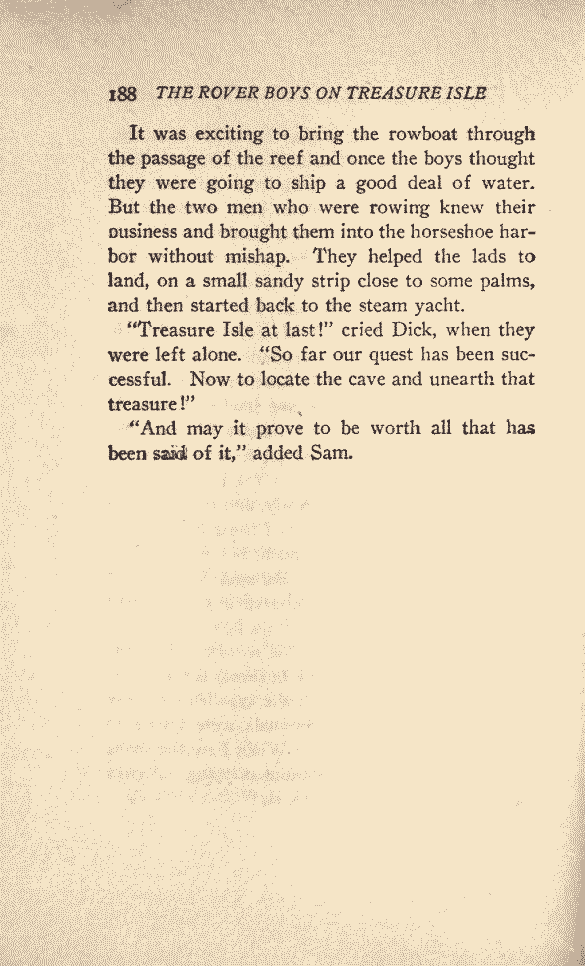 188 THE ROVER BOYS ON TREASURE ISLE
It was exciting to bring the rowboat through
the passage of the reef and once the boys thought
they were going to ship a good deal of water.
But the two men who were rowing knew their
ousiness and brought them into the horseshoe har-
bor without mishap. They helped the lads to
land, on a small sandy strip close to some palms,
and then started back to the steam yacht.
"Treasure Isle at last!" cried Dick, when they
were left alone. "So far our quest has been suc-
cessful. Now to locate the cave and unearth that
treasure!"
"And may it prove to be worth all that has
been said of it," added Sam.